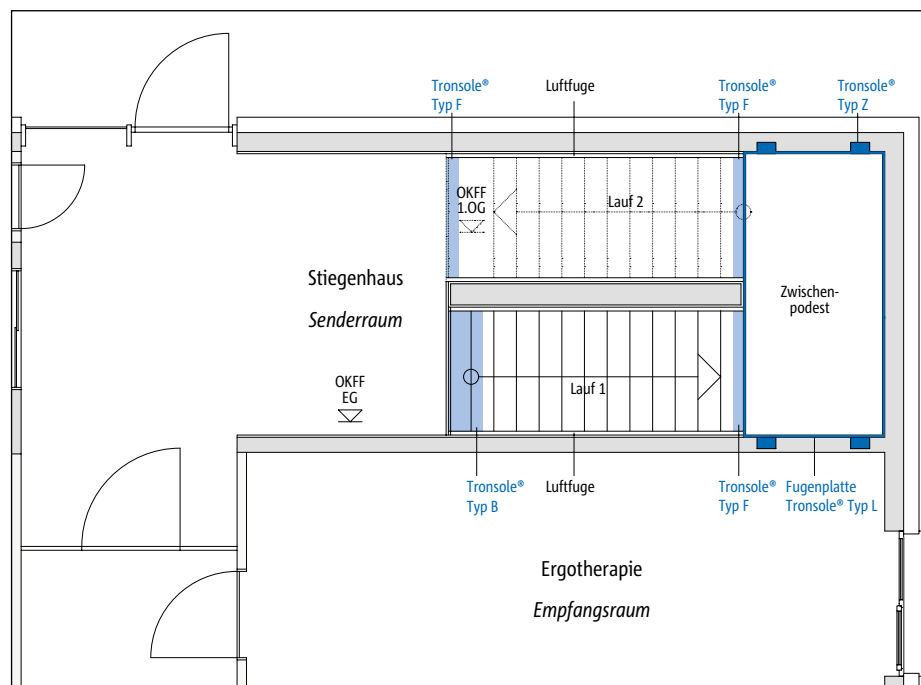 Tronsole®
Typ F
Luftfuge
Tronsole®
Typ F
Tronsole®
Typ Z
OKFF
1.OG
Lauf 2
Stiegenhaus
Senderraum
Zwischen-
podest
OKFF
EG
Lauf 1
Tronsole®
Typ B
Luftfuge
Tronsole®
Typ F
Fugenplatte
Tronsole® Typ L
Ergotherapie
Empfangsraum